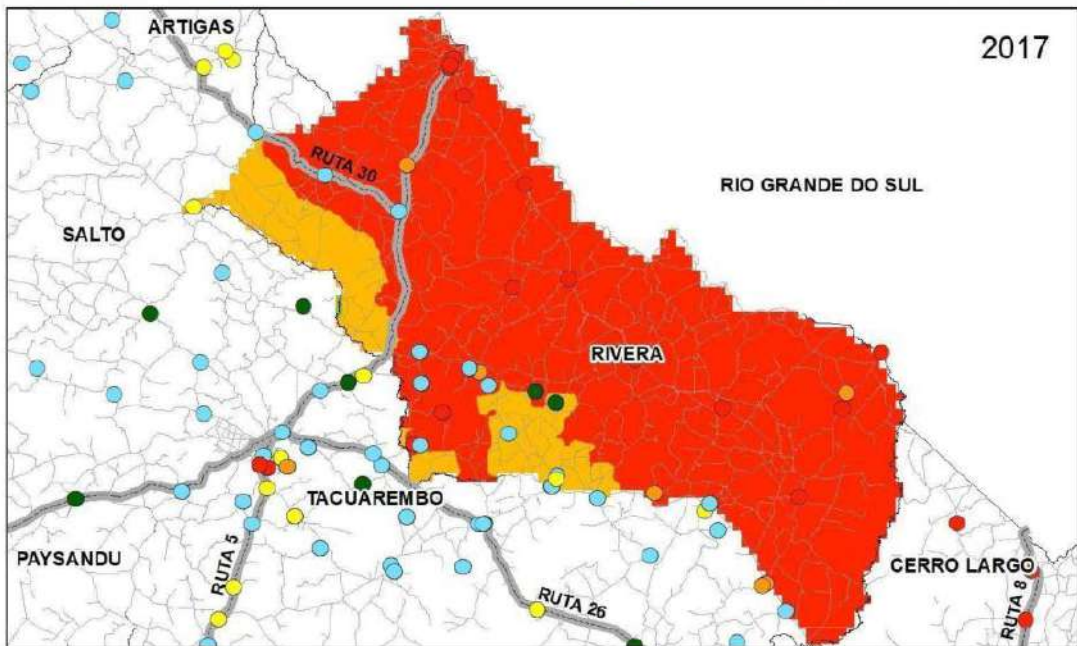 ARTIGAS
2017
RUTA 30
RIO GRANDE DO SUL
SALTO
RIVERA
TACUAREMBO
PAYSANDU
RUTA 5
CERRO LARGO
RUTA 26
RUTA 8